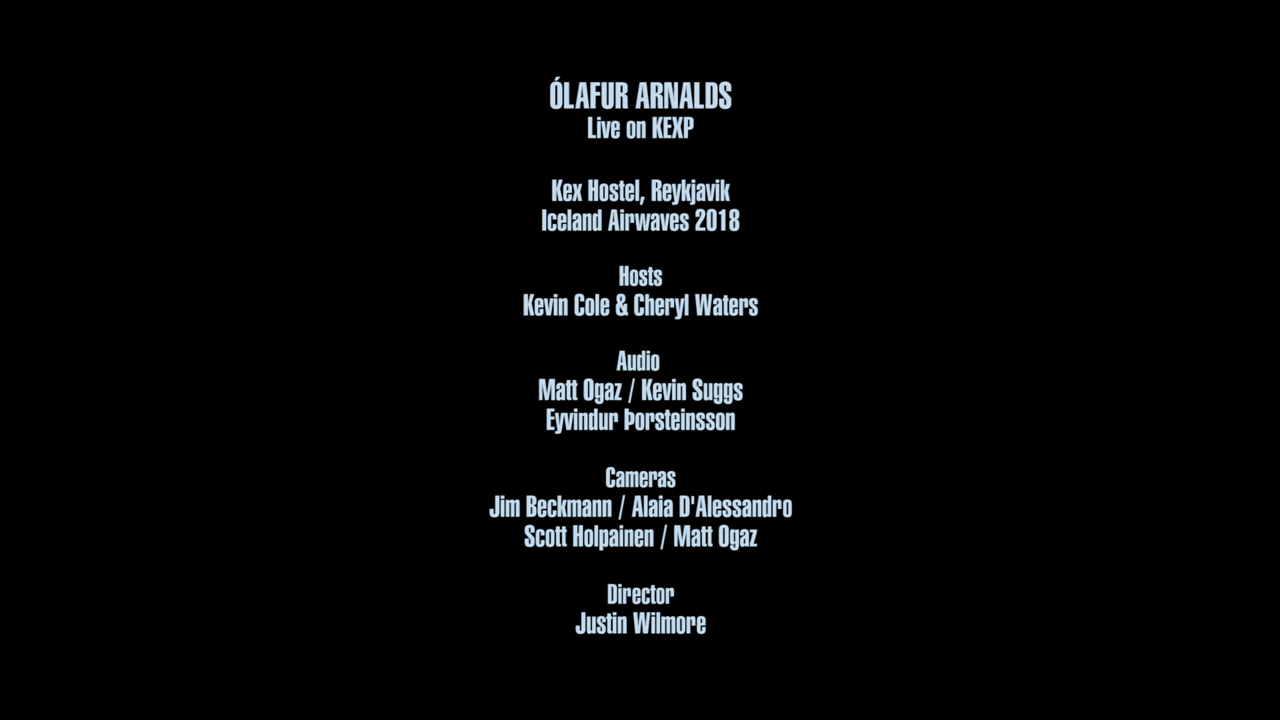 ÓLAFUR ARNALDS
Live on KEXP
Kex Hostel, Reykjavik
Iceland Airwaves 2018
Hosts
Kevin Cole & Cheryl Waters
Audio
Matt Ogaz / Kevin Suggs
Eyvindur Þorsteinsson
Cameras
Jim Beckmann / Alaia D'Alessandro
Scott Holpainen / Matt Ogaz
Director
Justin Wilmore